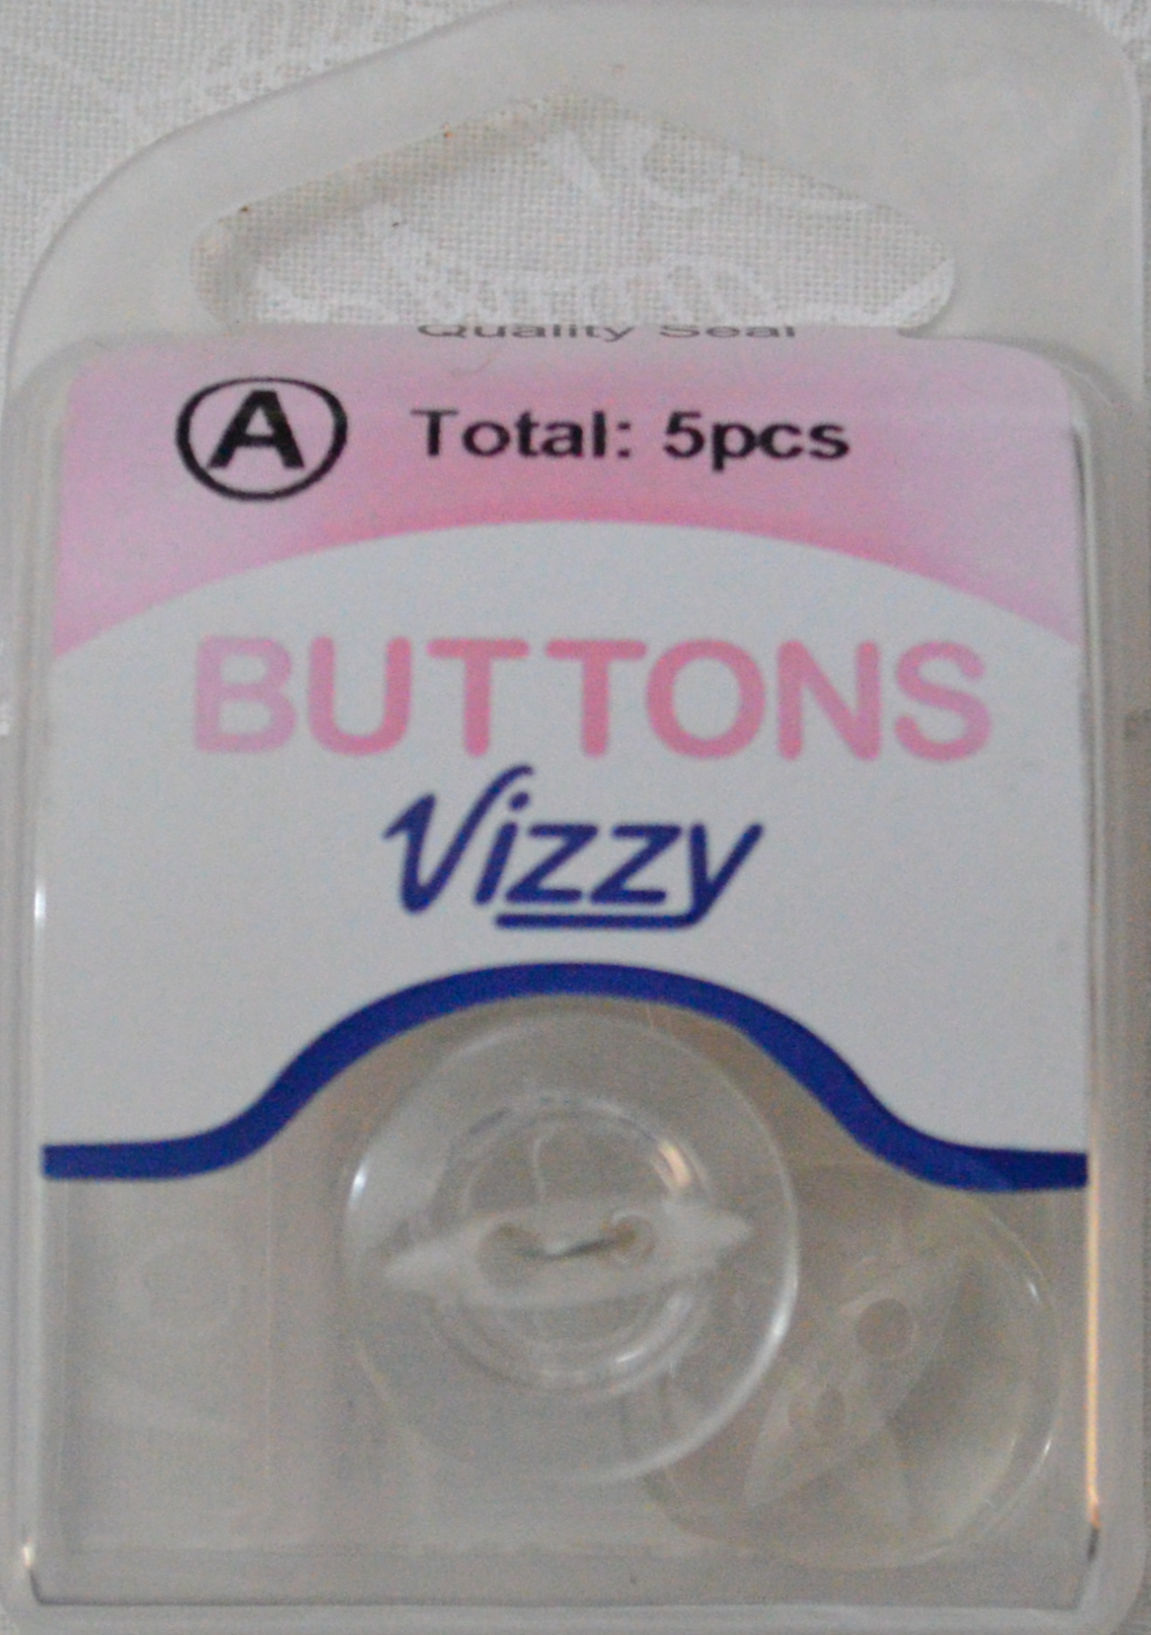 Quality Seal
A Total: 5pcs
BUTTONS
Vizzy